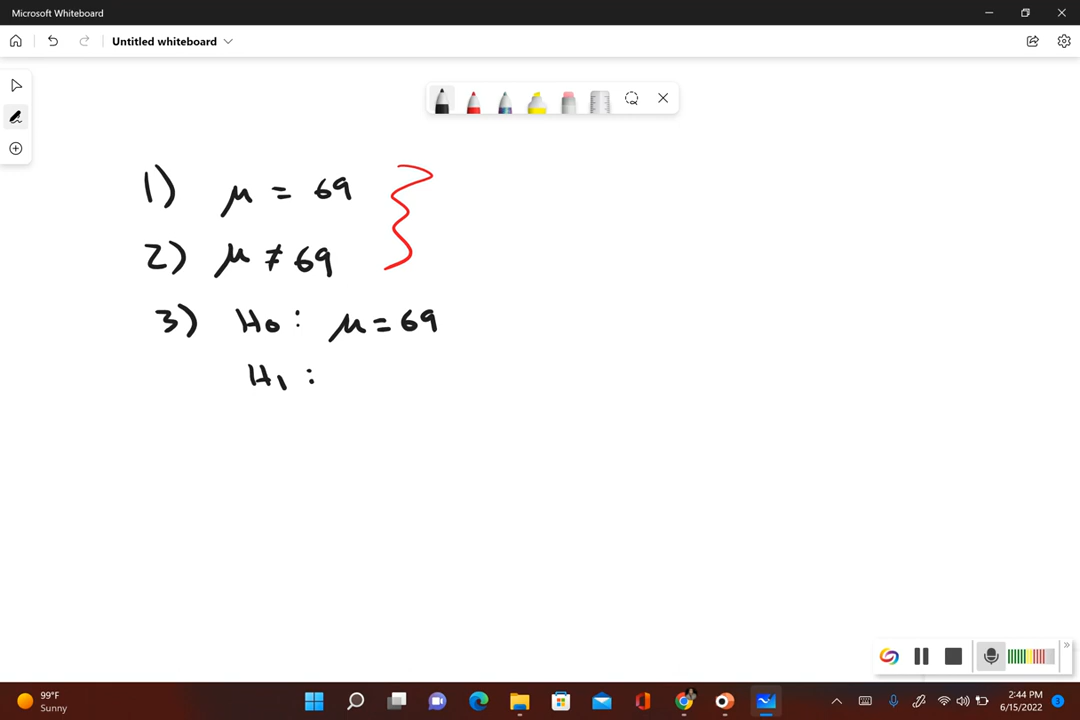 Microsoft Whiteboard
Untitled whiteboard
1) μ = 69
2) μ ≠ 69
3) H₀ : μ = 69
H₁ :
99°F
Sunny
2:44 PM
6/15/2022
3